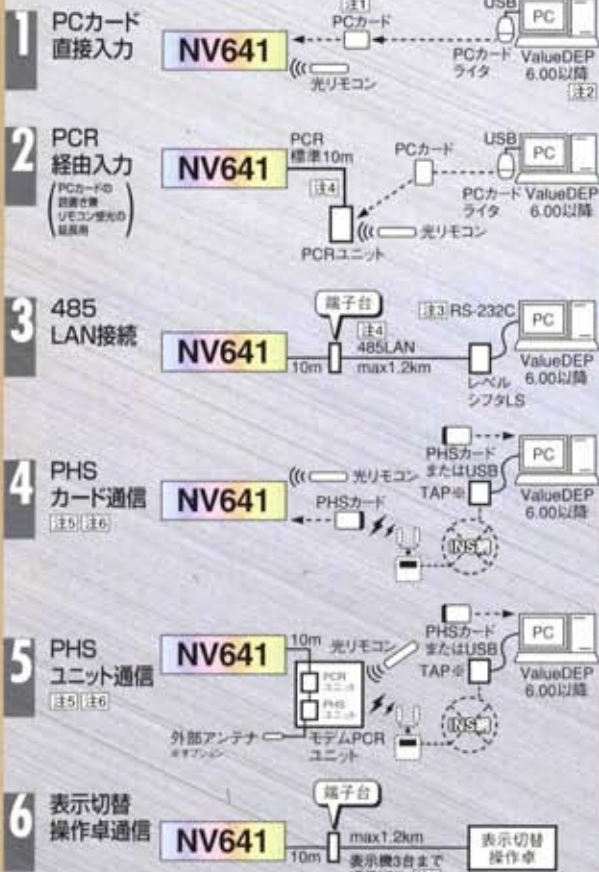 1 PCカード
直接入力
NV641
注1
PCカード
光リモコン
USB
PC
PCカード
ライタ
ValueDEP
6.00以降
注2
2 PCR
経由入力
PCカードの
読書き兼
リモコン受光の
延長用
NV641
PCR
標準10m
注4
PCRユニット
光リモコン
PCカード
USB
PC
PCカード
ライタ
ValueDEP
6.00以降
3 485
LAN接続
NV641
10m
端子台
注4
485LAN
max1.2km
注3 RS-232C
レベル
シフタLS
PC
ValueDEP
6.00以降
4 PHS
カード通信
注5 注6
NV641
光リモコン
PHSカード
PHSカード
またはUSB
TAP※
INS網
PC
ValueDEP
6.00以降
5 PHS
ユニット通信
注5 注6
NV641
10m
光リモコン
PCR
ユニット
PHS
ユニット
外部アンテナ
※オプション
モデムPCR
ユニット
PHSカード
またはUSB
TAP※
INS網
PC
ValueDEP
6.00以降
6 表示切替
操作卓通信
NV641
10m
端子台
max1.2km
表示機3台まで
表示切替
操作卓